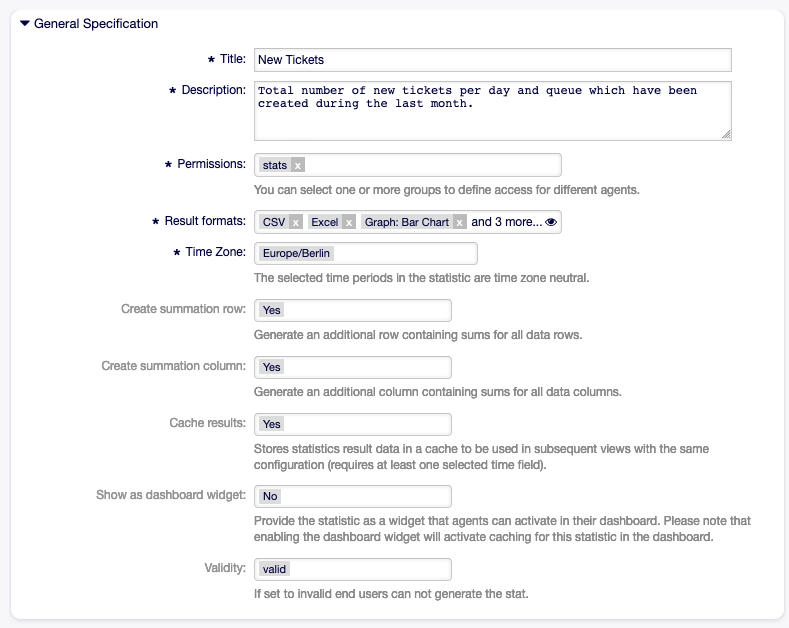 General Specification
★ Title: New Tickets
★ Description: Total number of new tickets per day and queue which have been
created during the last month.
★ Permissions: stats x
You can select one or more groups to define access for different agents.
★ Result formats: CSV x Excel x Graph: Bar Chart x and 3 more...
★ Time Zone: Europe/Berlin
The selected time periods in the statistic are time zone neutral.
Create summation row: Yes
Generate an additional row containing sums for all data rows.
Create summation column: Yes
Generate an additional column containing sums for all data columns.
Cache results: Yes
Stores statistics result data in a cache to be used in subsequent views with the same
configuration (requires at least one selected time field).
Show as dashboard widget: No
Provide the statistic as a widget that agents can activate in their dashboard. Please note that
enabling the dashboard widget will activate caching for this statistic in the dashboard.
Validity: valid
If set to invalid end users can not generate the stat.